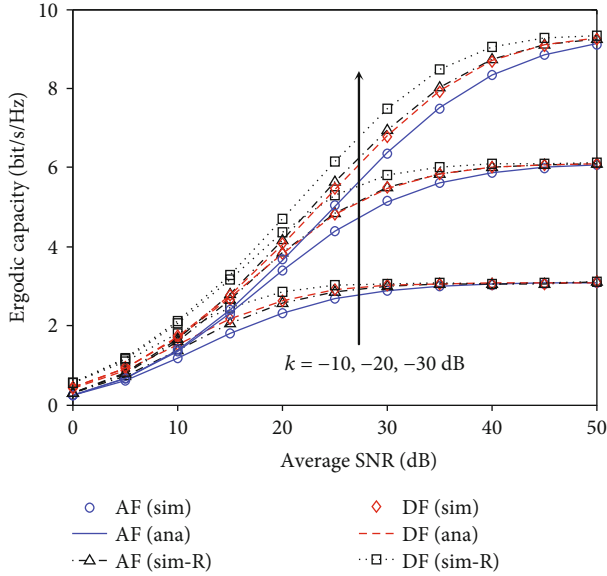 10
8
6
4
2
0
Ergodic capacity (bit/s/Hz)
k = −10, −20, −30 dB
0 10 20 30 40 50
Average SNR (dB)
AF (sim) DF (sim)
AF (ana) DF (ana)
AF (sim-R) DF (sim-R)